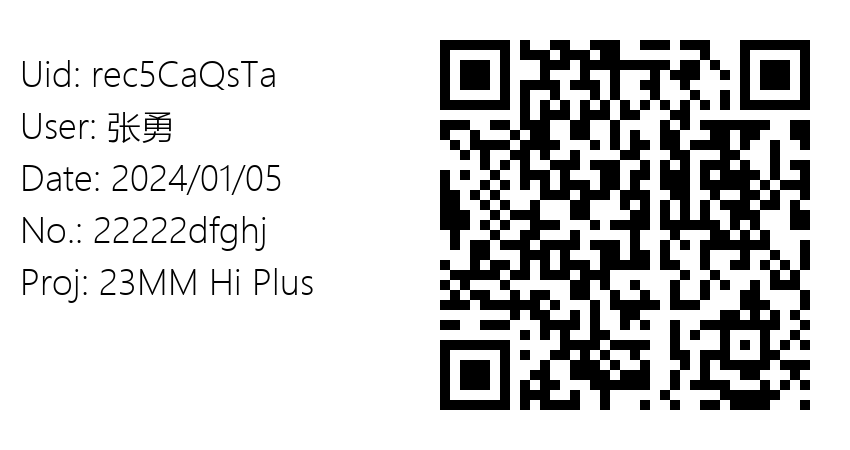 Uid: rec5CaQsTa
User: 张勇
Date: 2024/01/05
No.: 22222dfghj
Proj: 23MM Hi Plus